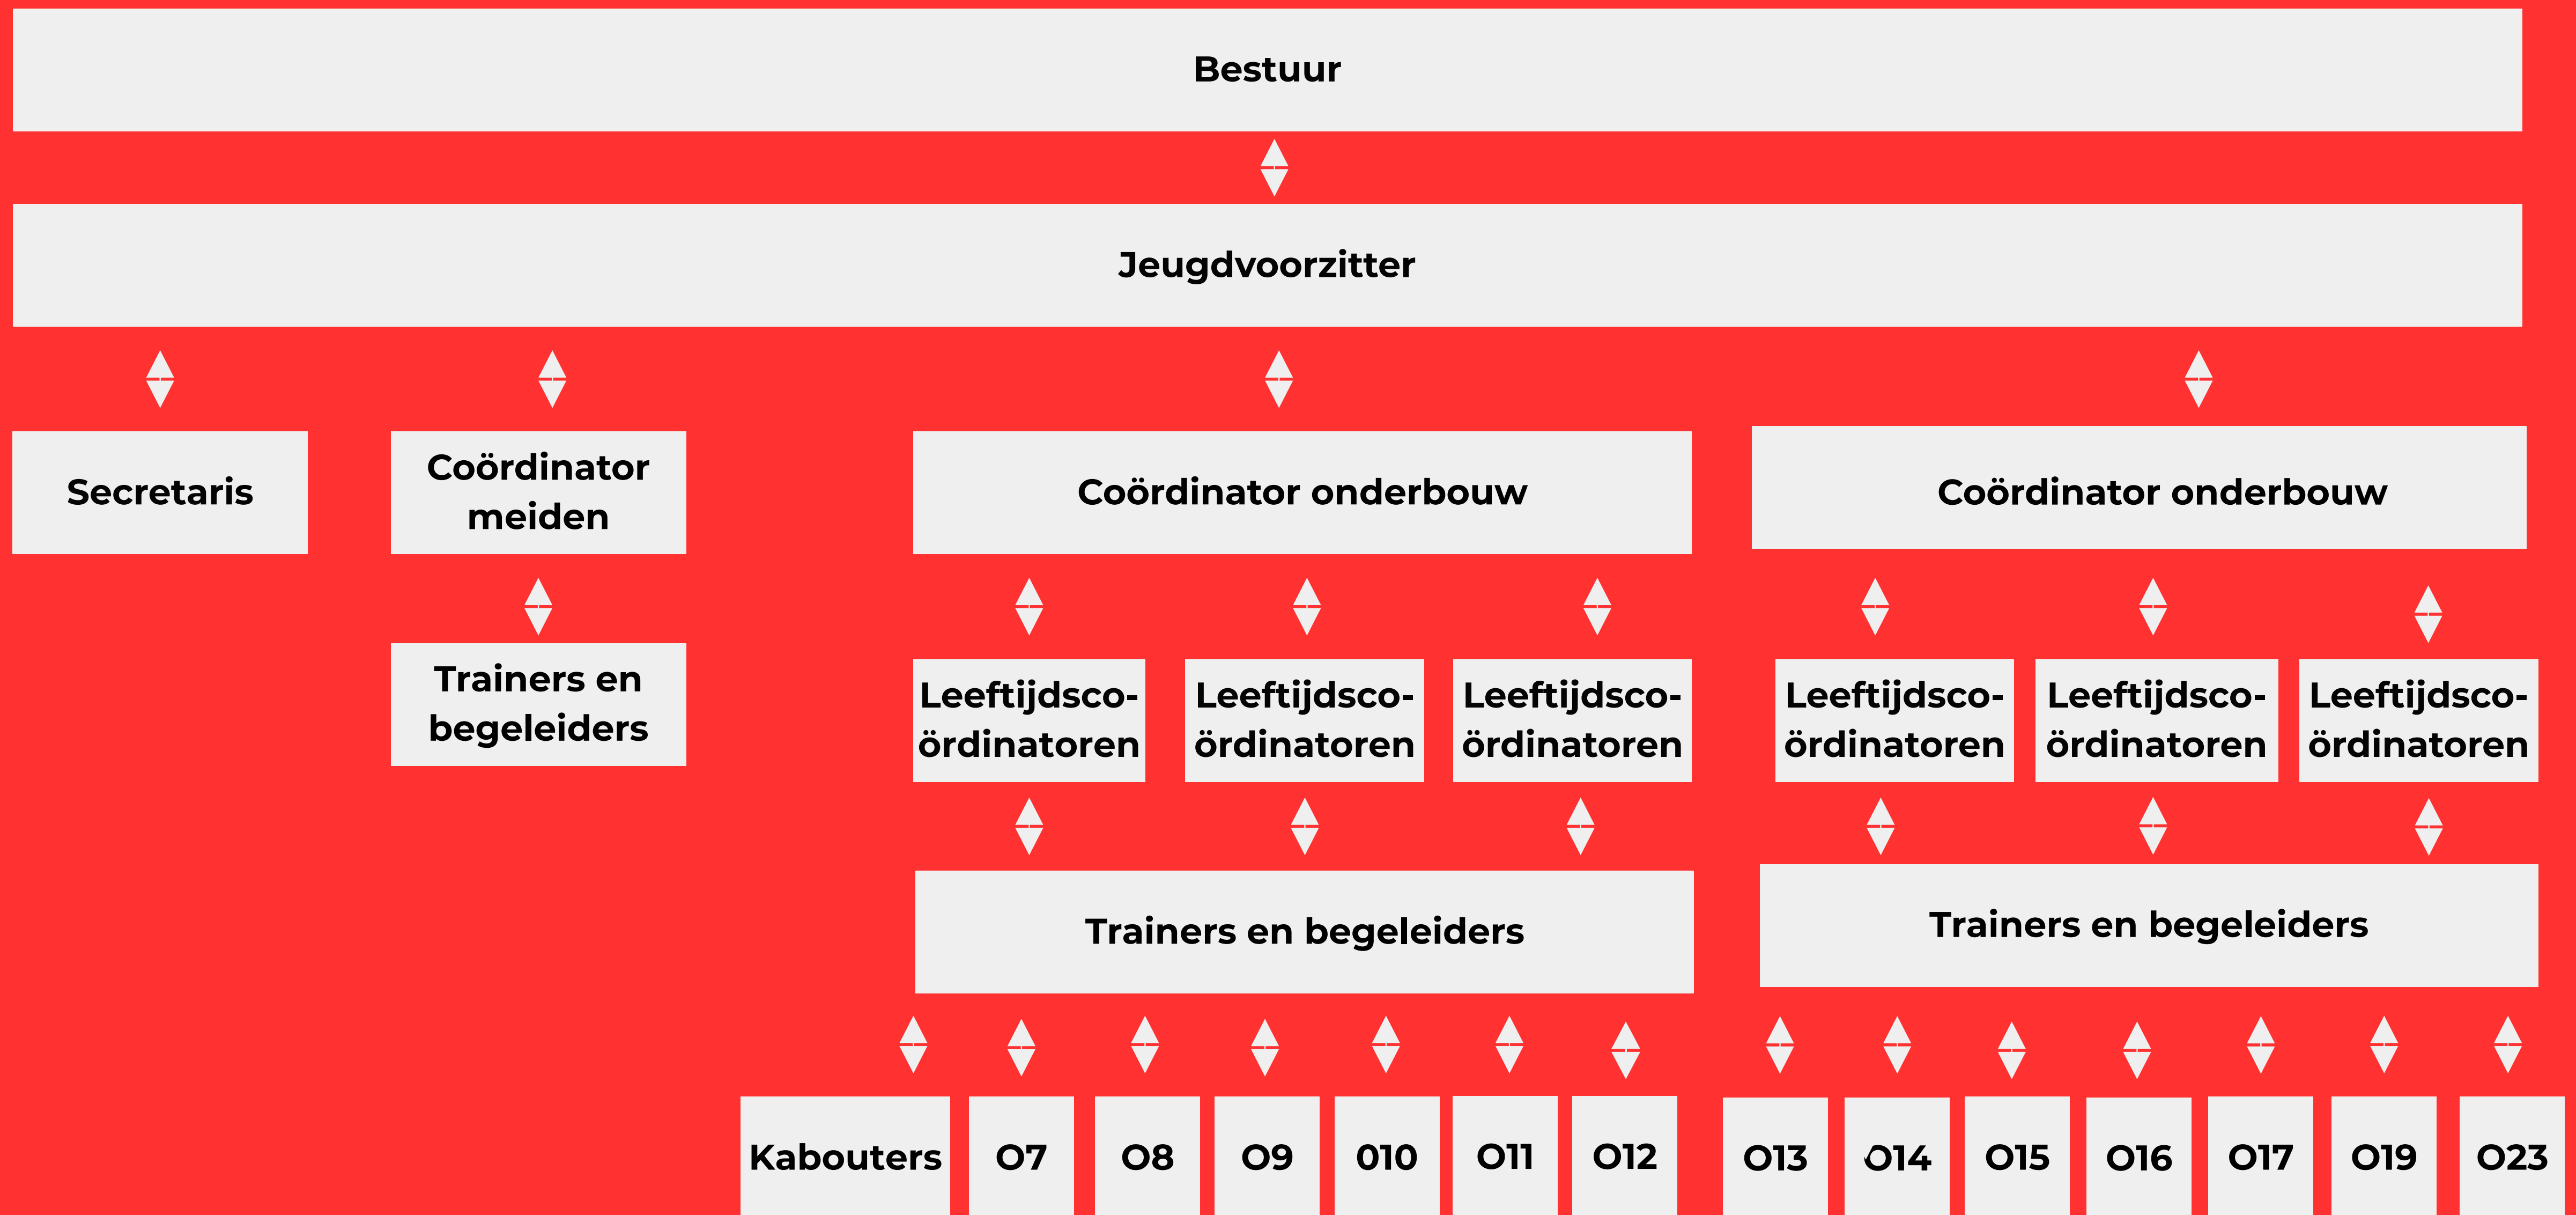 Bestuur
Jeugdvoorzitter
Secretaris
Coördinator
meiden
Coördinator onderbouw
Coördinator onderbouw
Trainers en
begeleiders
Leeftijdsco-
ördinatoren
Leeftijdsco-
ördinatoren
Leeftijdsco-
ördinatoren
Leeftijdsco-
ördinatoren
Leeftijdsco-
ördinatoren
Leeftijdsco-
ördinatoren
Trainers en begeleiders
Trainers en begeleiders
Kabouters
O7
O8
O9
010
O11
O12
O13
O14
O15
O16
O17
O19
O23